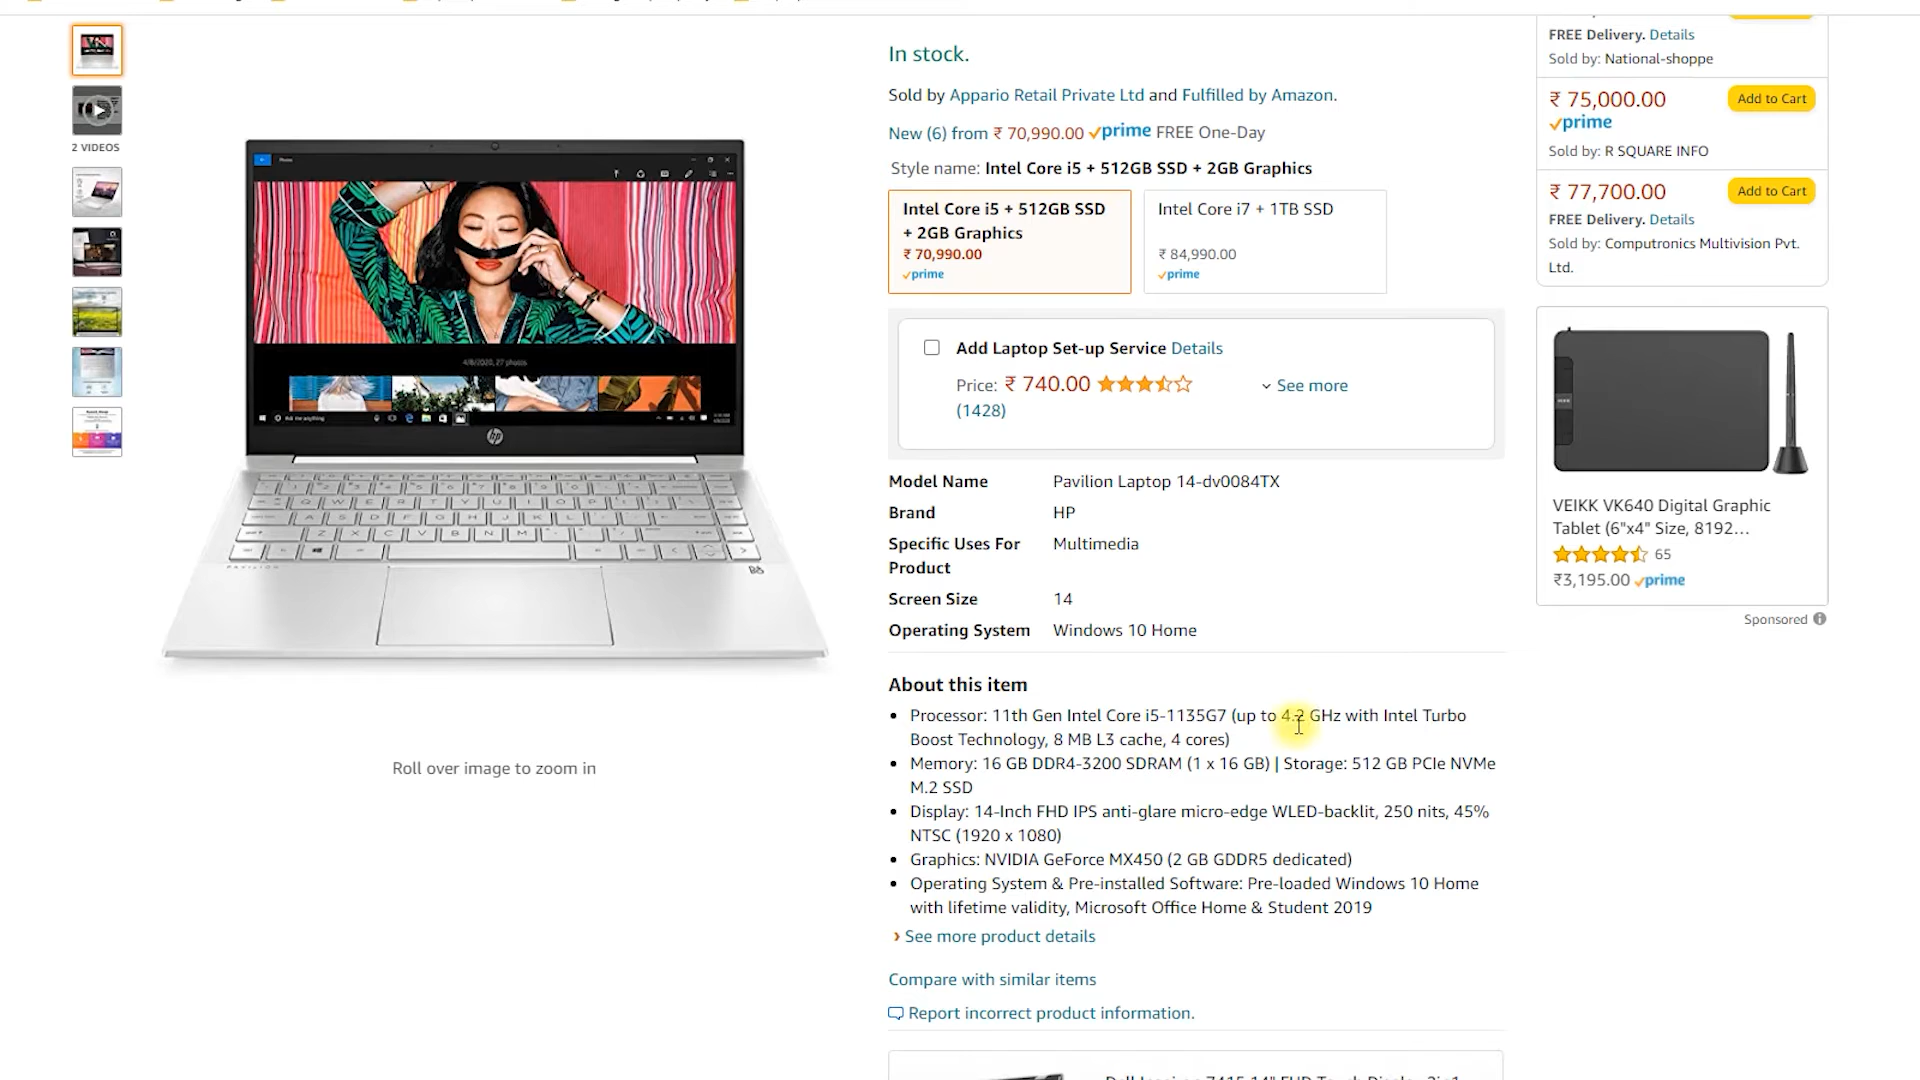 2 VIDEOS
hp
Roll over image to zoom in
In stock.
Sold by Appario Retail Private Ltd and Fulfilled by Amazon.
New (6) from ₹ 70,990.00 prime FREE One-Day
Style name: Intel Core i5 + 512GB SSD + 2GB Graphics
Intel Core i5 + 512GB SSD
+ 2GB Graphics
₹ 70,990.00
prime
Intel Core i7 + 1TB SSD
₹ 84,990.00
prime
Add Laptop Set-up Service Details
Price: ₹ 740.00
(1428)
See more
Model Name Pavilion Laptop 14-dv0084TX
Brand HP
Specific Uses For Multimedia
Product
Screen Size 14
Operating System Windows 10 Home
About this item
Processor: 11th Gen Intel Core i5-1135G7 (up to 4.2 GHz with Intel Turbo
Boost Technology, 8 MB L3 cache, 4 cores)
Memory: 16 GB DDR4-3200 SDRAM (1 x 16 GB) | Storage: 512 GB PCIe NVMe
M.2 SSD
Display: 14-Inch FHD IPS anti-glare micro-edge WLED-backlit, 250 nits, 45%
NTSC (1920 x 1080)
Graphics: NVIDIA GeForce MX450 (2 GB GDDR5 dedicated)
Operating System & Pre-installed Software: Pre-loaded Windows 10 Home
with lifetime validity, Microsoft Office Home & Student 2019
› See more product details
Compare with similar items
Report incorrect product information.
FREE Delivery. Details
Sold by: National-shoppe
₹ 75,000.00
Add to Cart
prime
Sold by: R SQUARE INFO
₹ 77,700.00
Add to Cart
FREE Delivery. Details
Sold by: Computronics Multivision Pvt.
Ltd.
VEIKK VK640 Digital Graphic
Tablet (6"x4" Size, 8192...
65
₹3,195.00 prime
Sponsored